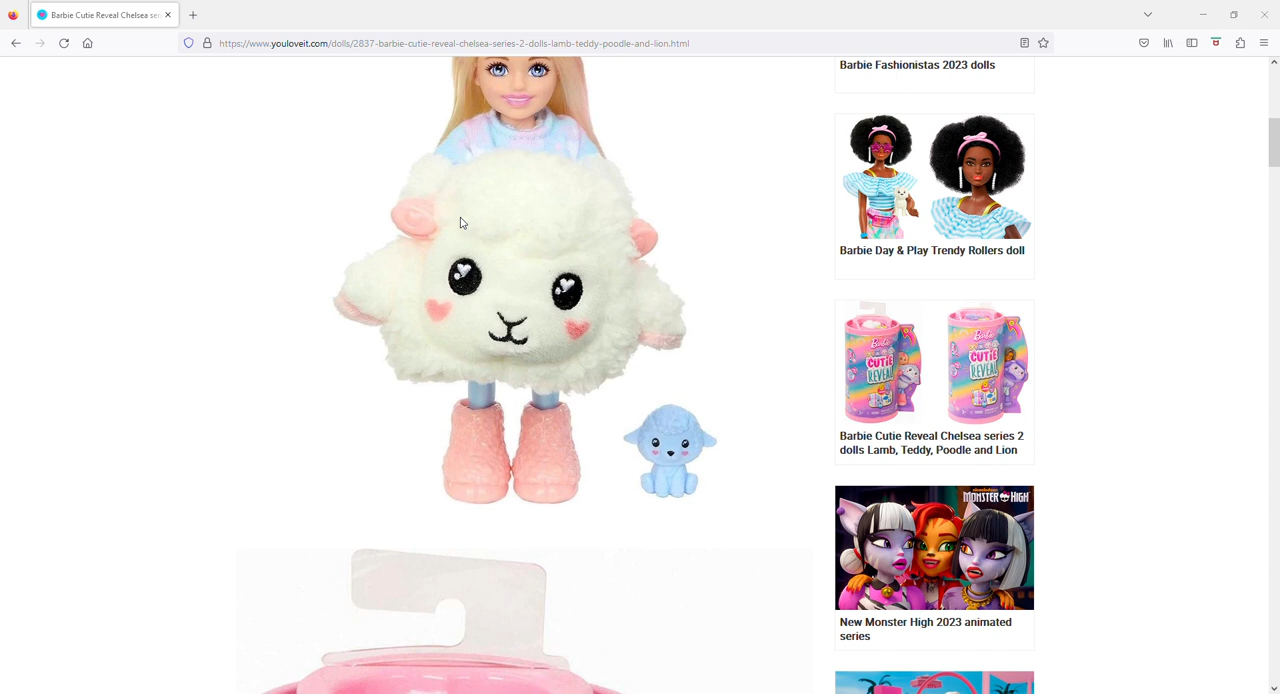 Barbie Cutie Reveal Chelsea ser
https://www.youloveit.com/dolls/2837-barbie-cutie-reveal-chelsea-series-2-dolls-lamb-teddy-poodle-and-lion.html
Barbie Fashionistas 2023 dolls
Barbie Day & Play Trendy Rollers doll
Barbie
CUTIE
REVEAL
Barbie
CUTIE
REVEAL
Barbie Cutie Reveal Chelsea series 2
dolls Lamb, Teddy, Poodle and Lion
MONSTER HIGH
New Monster High 2023 animated
series